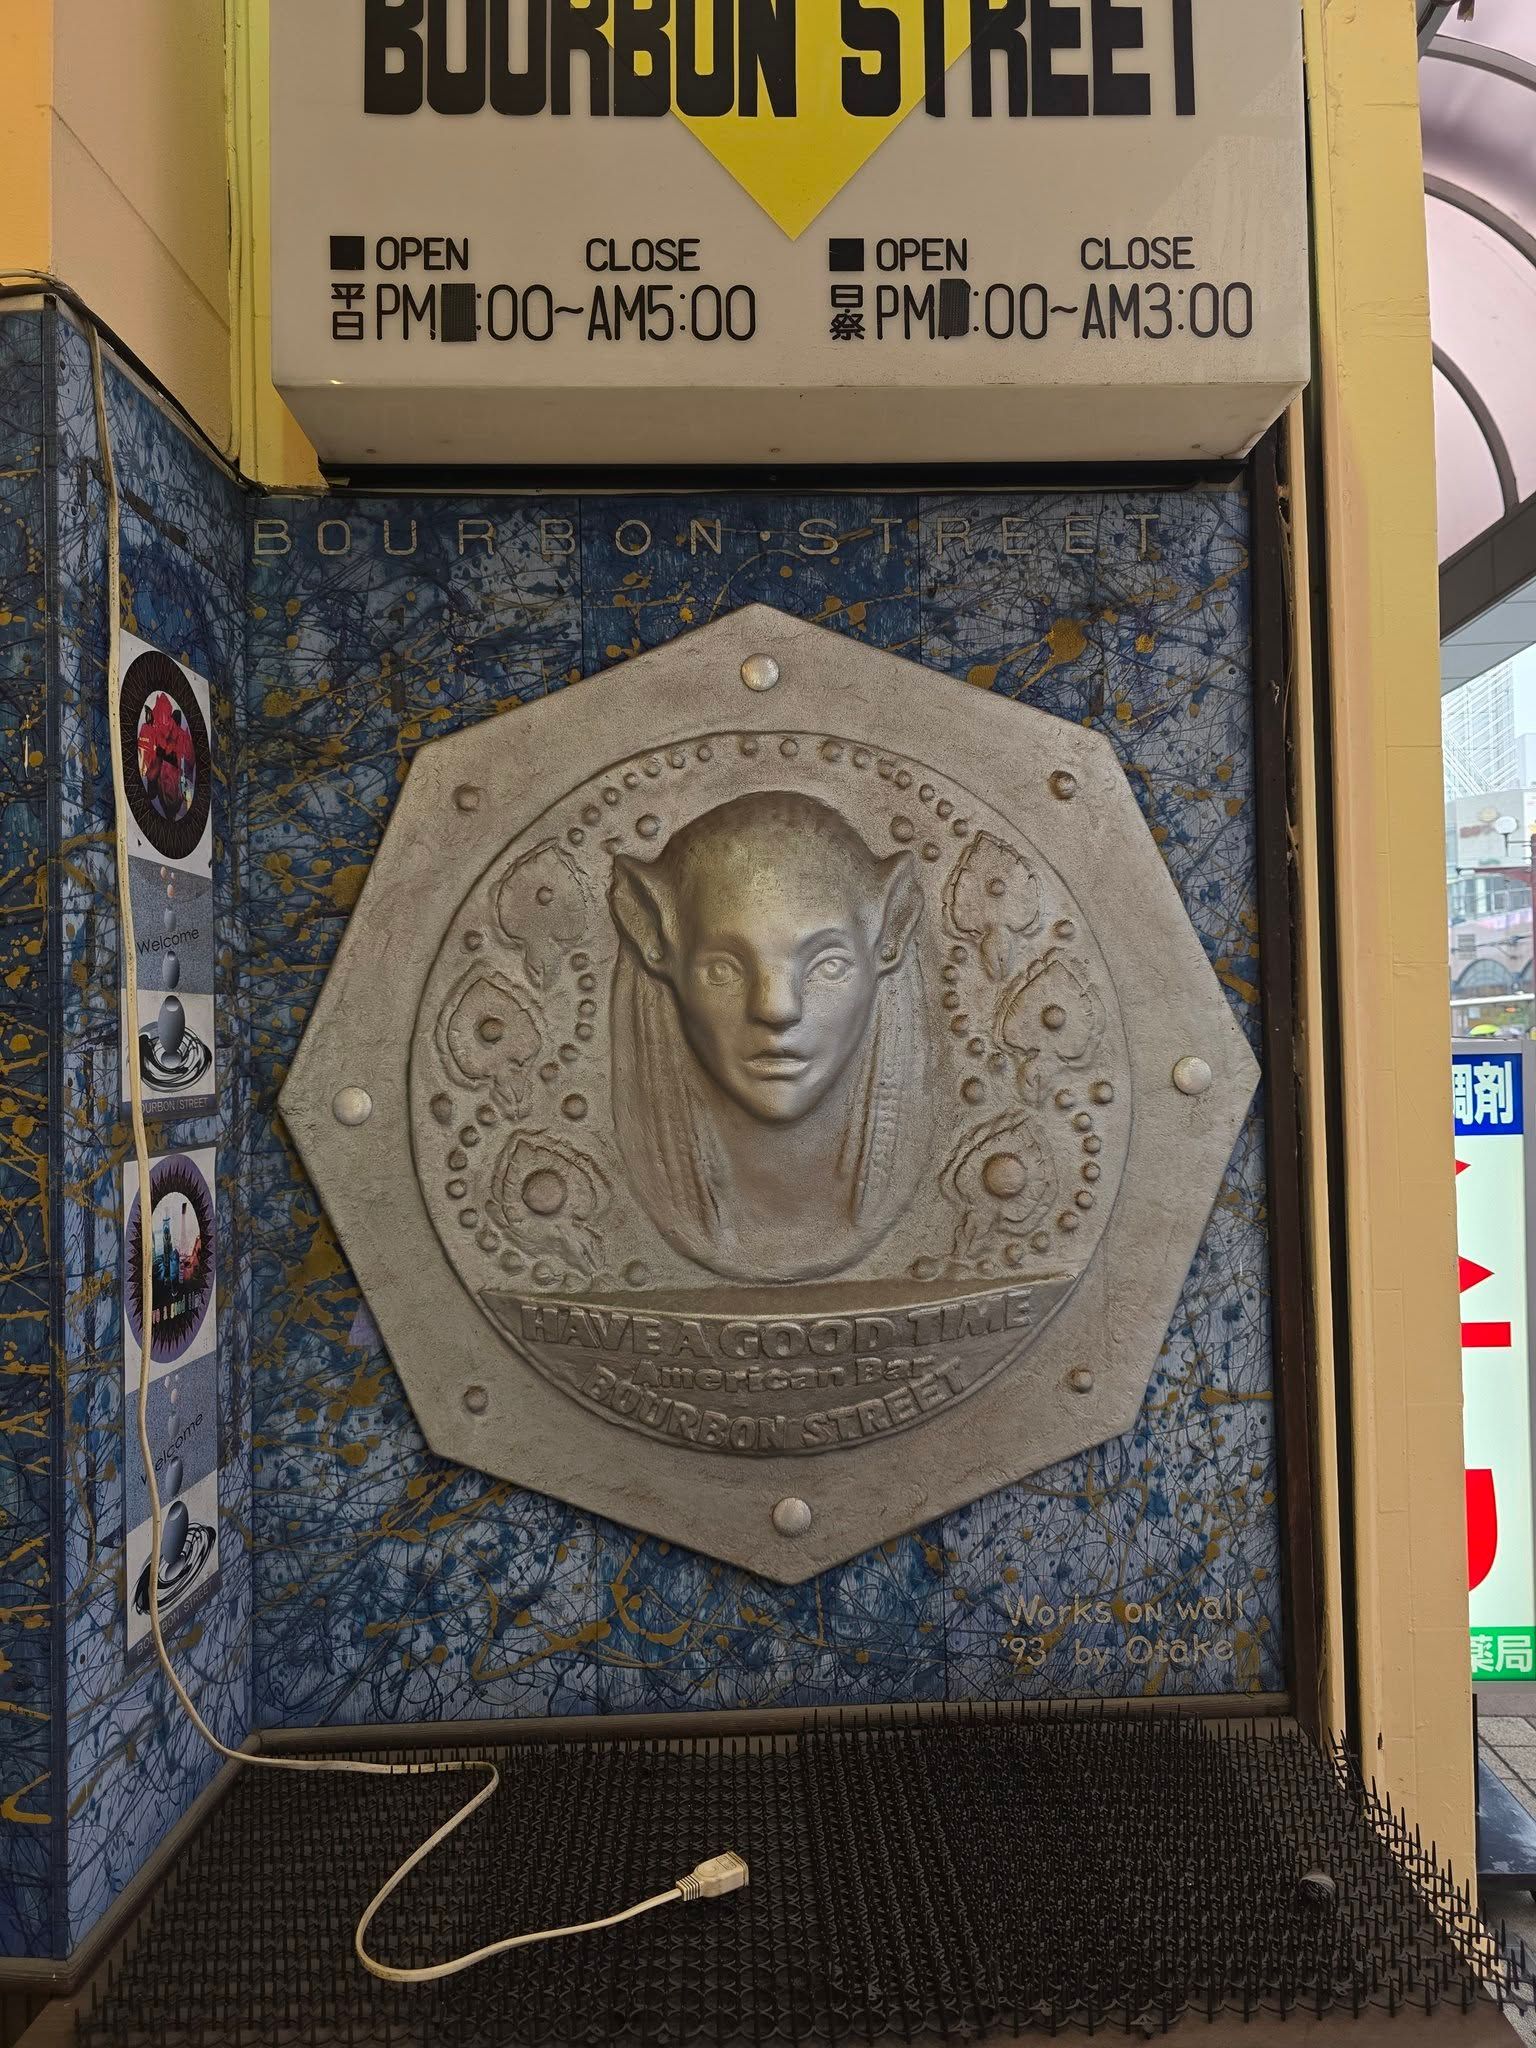 BOURBON STREET
■OPEN CLOSE
平日 PM :00~AM5:00
■OPEN CLOSE
日祭 PM :00~AM3:00
BOURBON·STREET
Welcome
BOURBON/STREET
Welcome
BOURBON STREET
HAVE A GOOD TIME
American Bar
BOURBON STREET
Works on wall
'93 by Otake
調剤
薬局